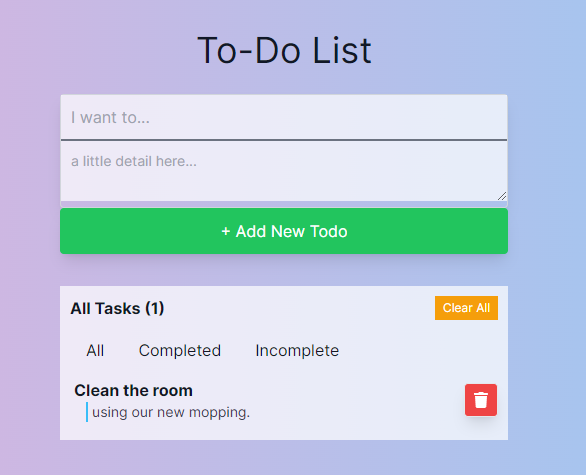 To-Do List
I want to...
a little detail here...
+ Add New Todo
All Tasks (1)
Clear All
All Completed Incomplete
Clean the room
using our new mopping.